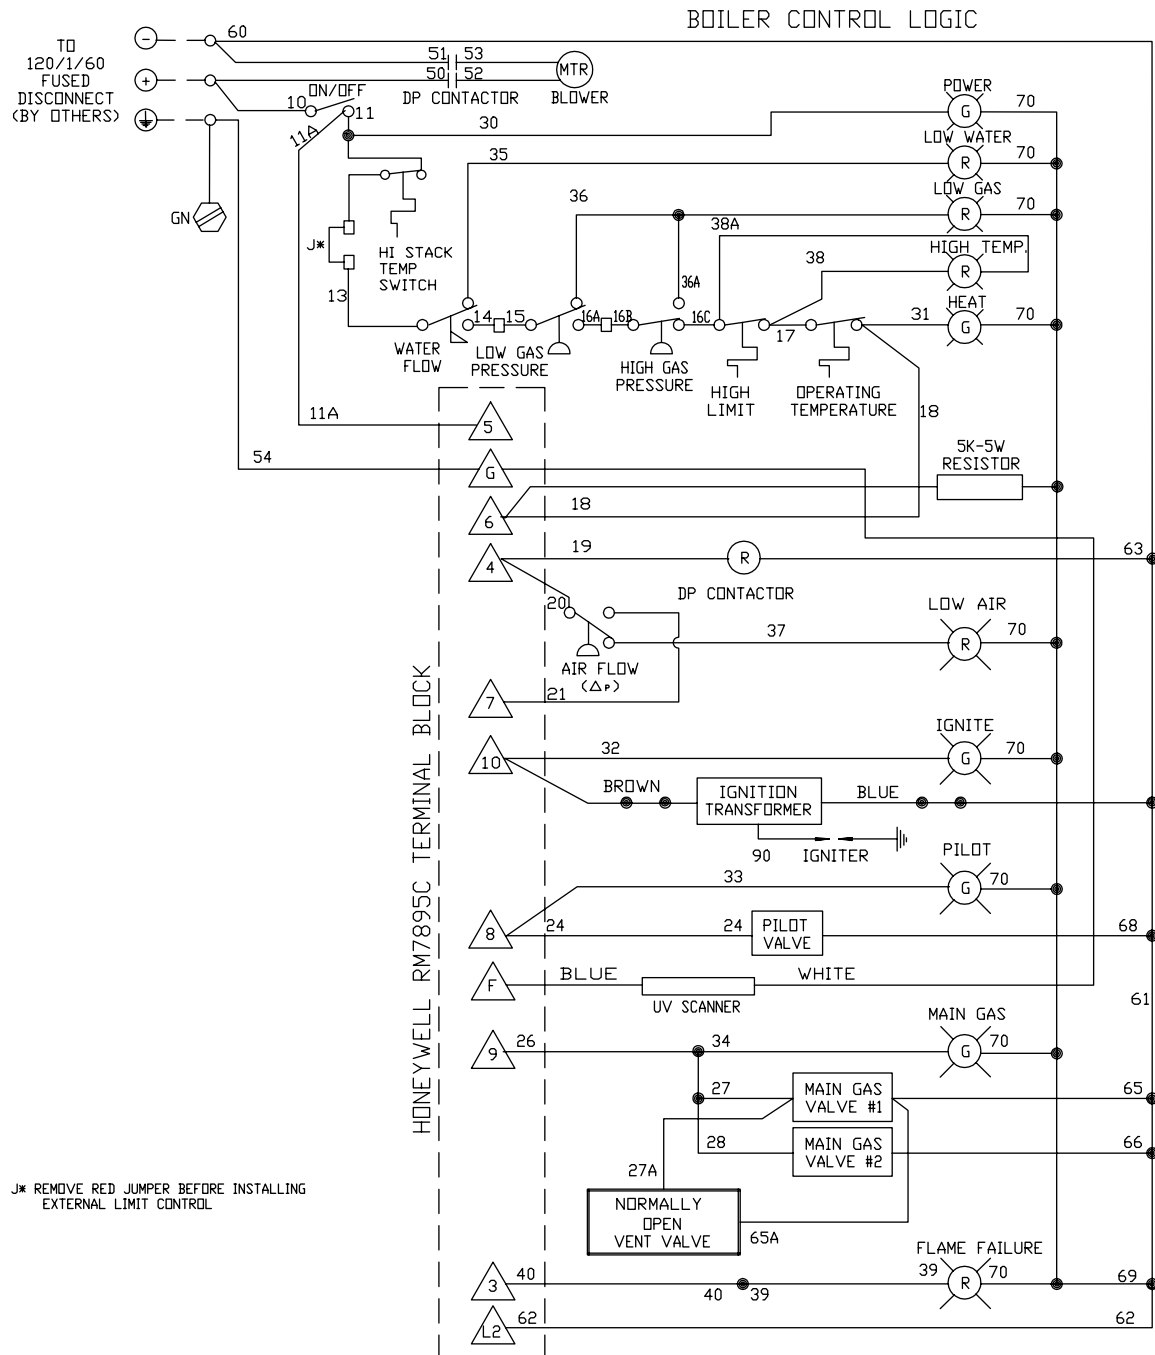 BOILER CONTROL LOGIC
TO
120/1/60
FUSED
DISCONNECT
(BY OTHERS)
-
+
60
51 53
50 52
DP CONTACTOR
MTR
BLOWER
ON/OFF
10
11
11A
30
POWER
G
70
LOW WATER
35
R
70
LOW GAS
36
R
70
38A
HIGH TEMP.
38
R
36A
GN
J*
HI STACK
TEMP
SWITCH
13
14
15
16A
16B
16C
17
31
HEAT
G
70
WATER
FLOW
LOW GAS
PRESSURE
HIGH GAS
PRESSURE
HIGH
LIMIT
OPERATING
TEMPERATURE
18
11A
5
54
G
5K-5W
RESISTOR
6
18
4
19
R
63
DP CONTACTOR
20
LOW AIR
37
R
70
AIR FLOW
(△P)
7
21
HONEYWELL RM7895C TERMINAL BLOCK
IGNITE
10
32
G
70
BROWN
IGNITION
TRANSFORMER
BLUE
90
IGNITER
PILOT
33
G
70
8
24
24
PILOT
VALVE
68
F
BLUE
WHITE
UV SCANNER
61
MAIN GAS
9
26
34
G
70
27
MAIN GAS
VALVE #1
65
28
MAIN GAS
VALVE #2
66
27A
NORMALLY
OPEN
VENT VALVE
65A
J* REMOVE RED JUMPER BEFORE INSTALLING
EXTERNAL LIMIT CONTROL
FLAME FAILURE
3
40
40
39
39
R
70
69
L2
62
62